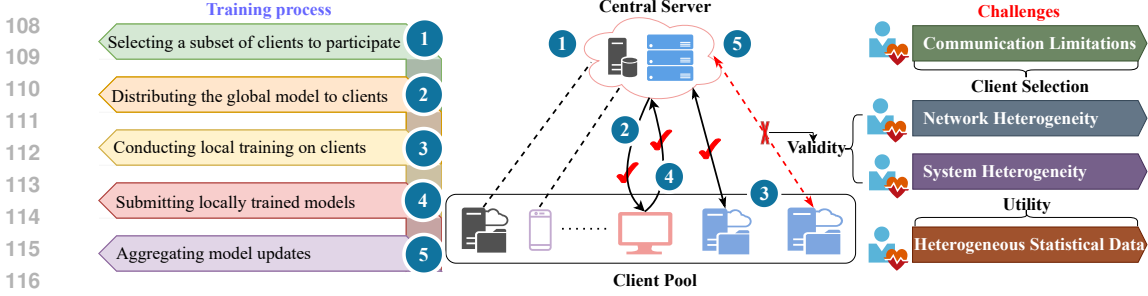 108
109
110
111
112
113
114
115
116
Training process
Selecting a subset of clients to participate
1
Distributing the global model to clients
2
Conducting local training on clients
3
Submitting locally trained models
4
Aggregating model updates
5
Central Server
1
5
2
4
3
X
Validity
Client Pool
Challenges
Communication Limitations
Client Selection
Network Heterogeneity
System Heterogeneity
Utility
Heterogeneous Statistical Data